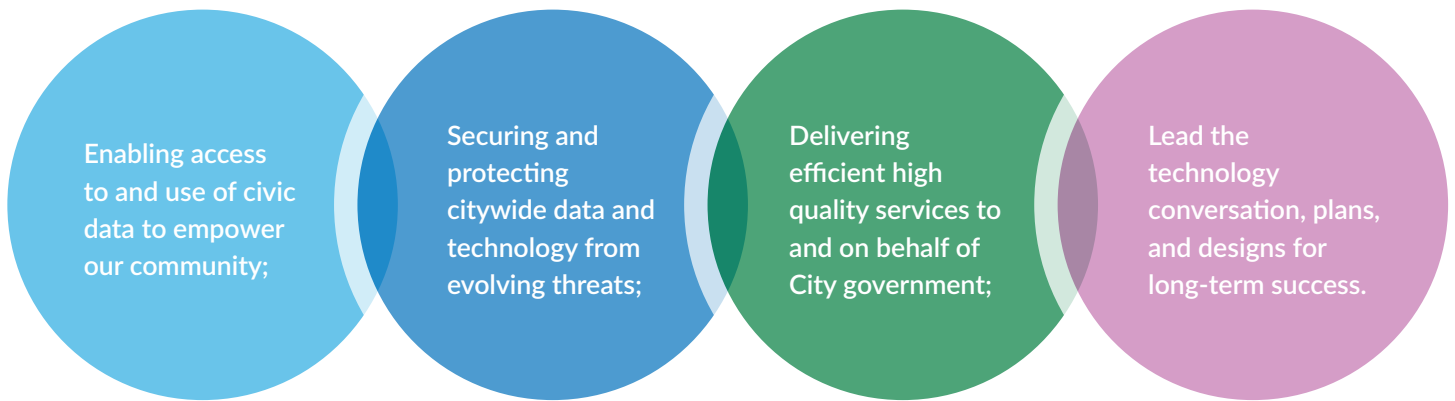 Enabling access
to and use of civic
data to empower
our community;
Securing and
protecting
citywide data and
technology from
evolving threats;
Delivering
efficient high
quality services to
and on behalf of
City government;
Lead the
technology
conversation, plans,
and designs for
long-term success.